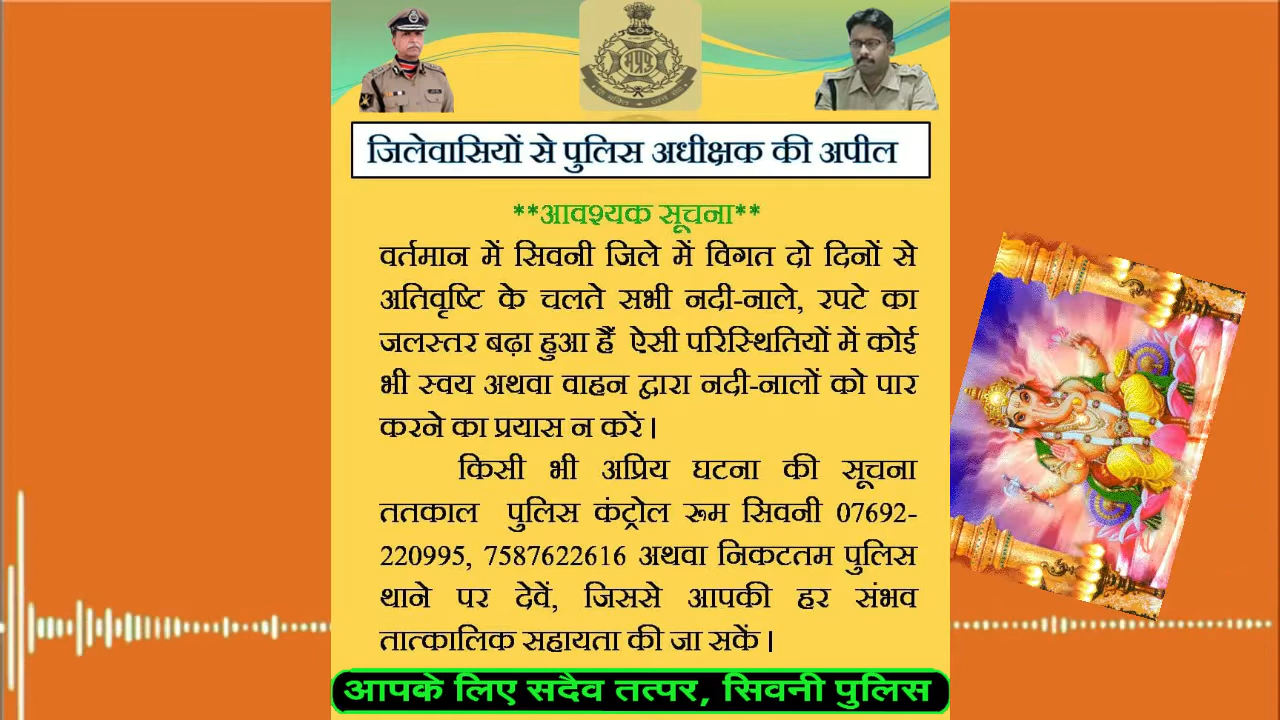 मप्रपु
जिलेवासियों से पुलिस अधीक्षक की अपील
**आवश्यक सूचना**
वर्तमान में सिवनी जिले में विगत दो दिनों से
अतिवृष्टि के चलते सभी नदी-नाले, रपटे का
जलस्तर बढ़ा हुआ हैं ऐसी परिस्थितियों में कोई
भी स्वय अथवा वाहन द्वारा नदी-नालों को पार
करने का प्रयास न करें।
किसी भी अप्रिय घटना की सूचना
ततकाल पुलिस कंट्रोल रूम सिवनी 07692-
220995, 7587622616 अथवा निकटतम पुलिस
थाने पर देवें, जिससे आपकी हर संभव
तात्कालिक सहायता की जा सकें।
आपके लिए सदैव तत्पर, सिवनी पुलिस